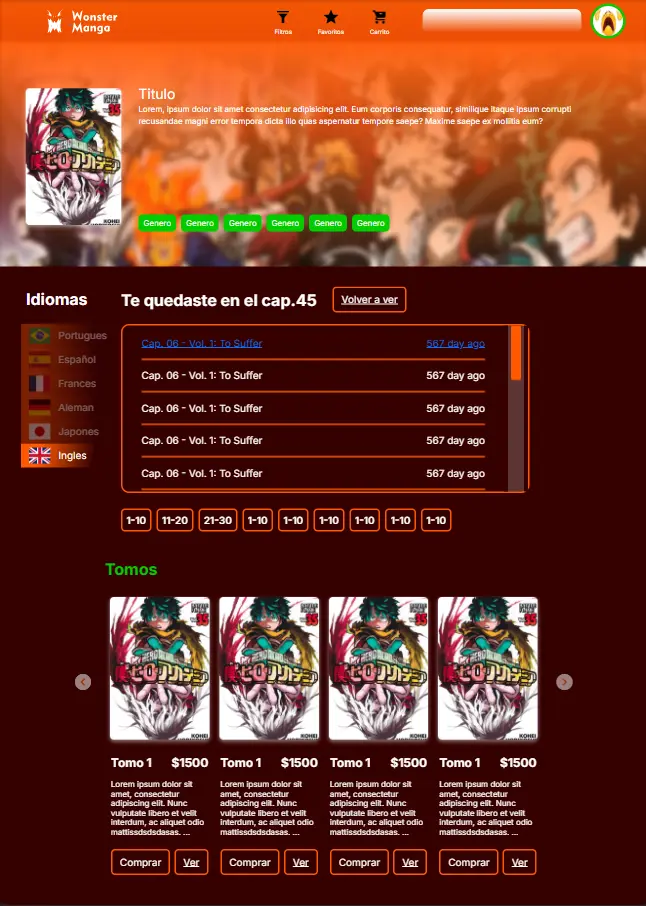 Wonster
Manga
Filtros
Favoritos
Carrito
Titulo
Lorem, ipsum dolor sit amet consectetur adipisicing elit. Eum corporis consequatur, similique itaque ipsum corrupti
recusandae magni error tempora dicta illo quas aspernatur tempore saepe? Maxime saepe ex mollitia eum?
35
KOHEI
Genero Genero Genero Genero Genero Genero
Idiomas
Te quedaste en el cap.45
Volver a ver
Portugues
Español
Frances
Aleman
Japones
Ingles
Cap. 06 - Vol. 1: To Suffer 567 day ago
Cap. 06 - Vol. 1: To Suffer 567 day ago
Cap. 06 - Vol. 1: To Suffer 567 day ago
Cap. 06 - Vol. 1: To Suffer 567 day ago
Cap. 06 - Vol. 1: To Suffer 567 day ago
1-10 11-20 21-30 1-10 1-10 1-10 1-10 1-10 1-10
Tomos
35 35 35 35
KOHEI KOHEI KOHEI KOHEI
Tomo 1 $1500 Tomo 1 $1500 Tomo 1 $1500 Tomo 1 $1500
Lorem ipsum dolor sit
amet, consectetur
adipiscing elit. Nunc
vulputate libero et velit
interdum, ac aliquet odio
mattissdsdsdasas. ...
Lorem ipsum dolor sit
amet, consectetur
adipiscing elit. Nunc
vulputate libero et velit
interdum, ac aliquet odio
mattissdsdsdasas. ...
Lorem ipsum dolor sit
amet, consectetur
adipiscing elit. Nunc
vulputate libero et velit
interdum, ac aliquet odio
mattissdsdsdasas. ...
Lorem ipsum dolor sit
amet, consectetur
adipiscing elit. Nunc
vulputate libero et velit
interdum, ac aliquet odio
mattissdsdsdasas. ...
Comprar Ver Comprar Ver Comprar Ver Comprar Ver